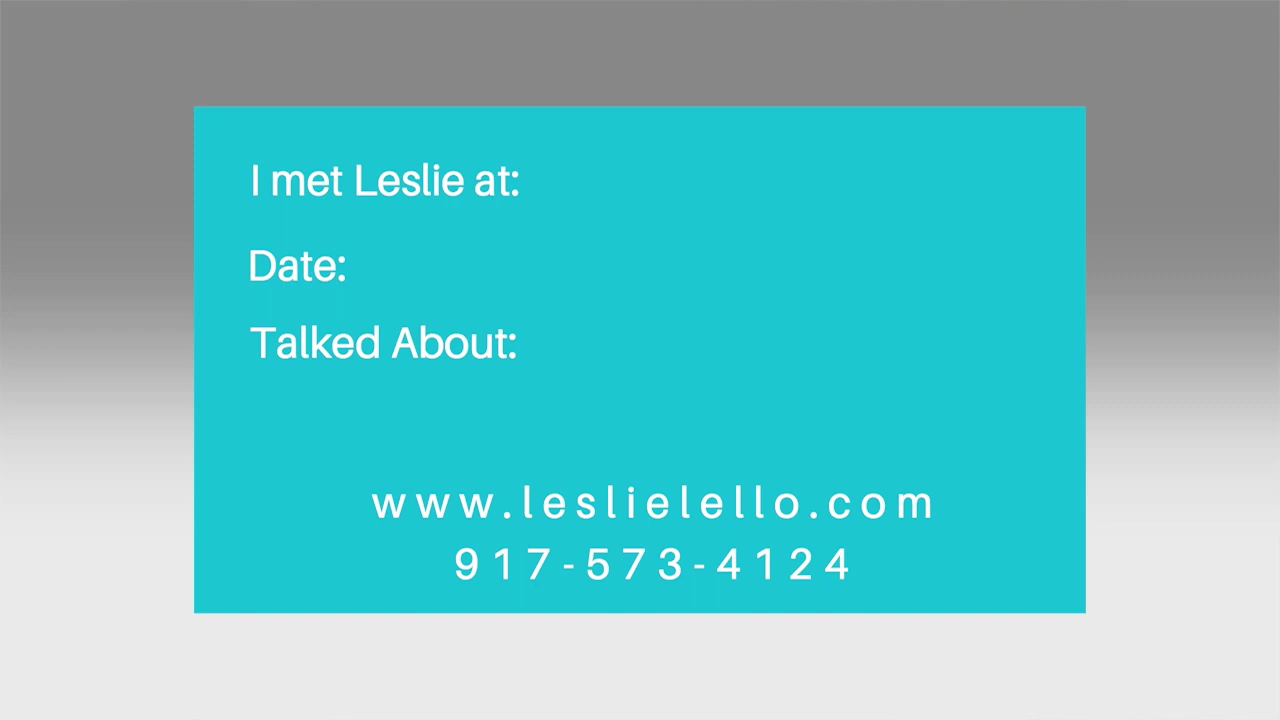 I met Leslie at:
Date:
Talked About:
www.leslielello.com
917-573-4124